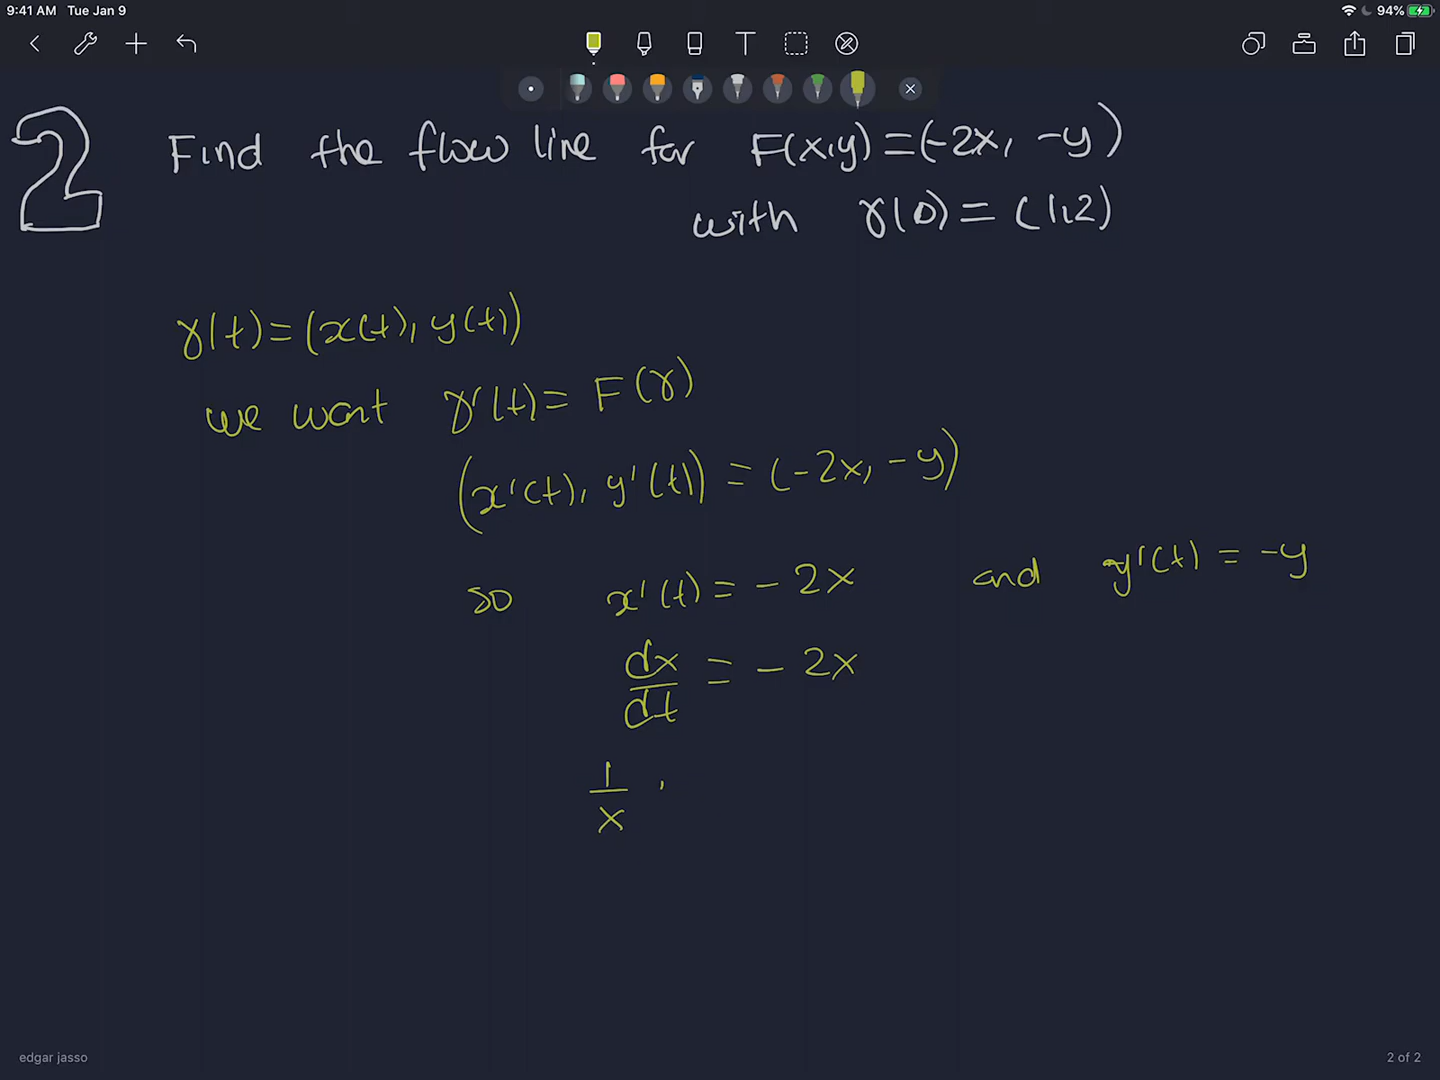 9:41 AM Tue Jan 9
94%
T
2 Find the flow line for F(x,y)=(-2x, -y)
with γ(0)=(1,2)
γ(t)=(x(t), y(t))
we want γ'(t)= F(γ)
(x'(t), y'(t)) = (-2x, -y)
so x'(t) = -2x and y'(t) = -y
dx/dt = -2x
1/x ·
edgar jasso
2 of 2